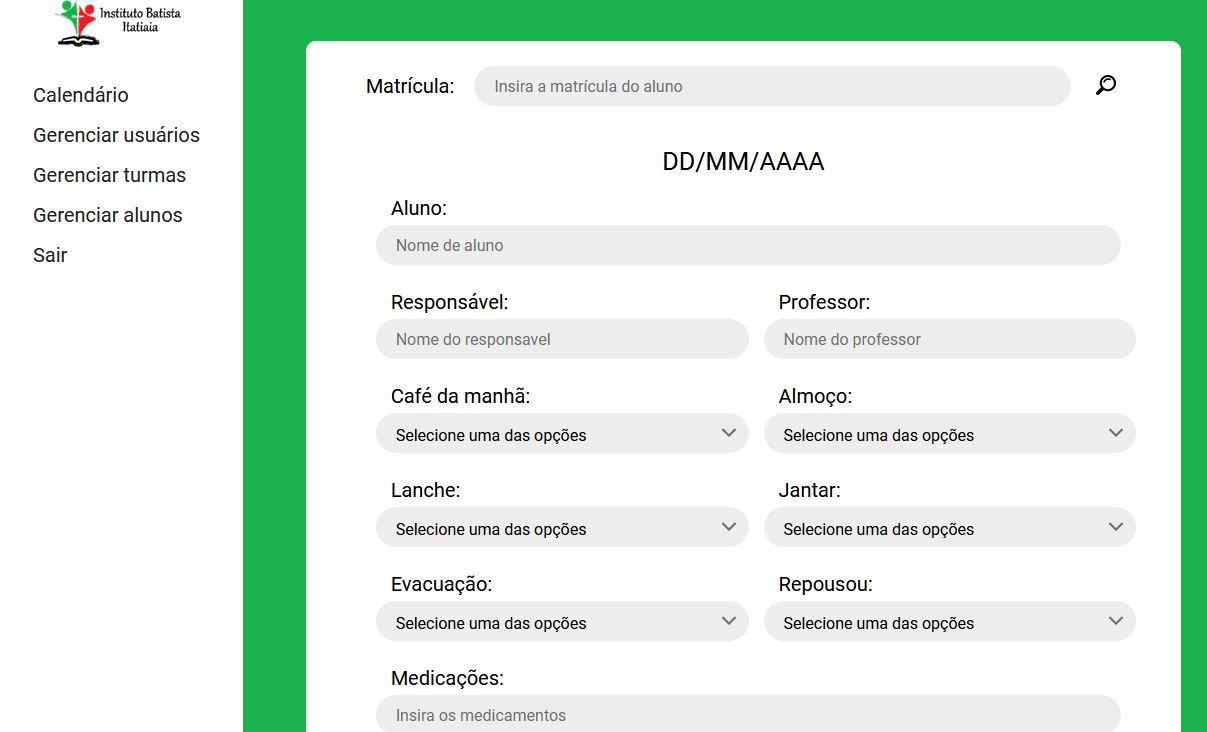 Instituto Batista
Itatiaia
Calendário
Gerenciar usuários
Gerenciar turmas
Gerenciar alunos
Sair
Matrícula: Insira a matrícula do aluno
DD/MM/AAAA
Aluno:
Nome de aluno
Responsável: Professor:
Nome do responsavel Nome do professor
Café da manhã: Almoço:
Selecione uma das opções Selecione uma das opções
Lanche: Jantar:
Selecione uma das opções Selecione uma das opções
Evacuação: Repousou:
Selecione uma das opções Selecione uma das opções
Medicações:
Insira os medicamentos